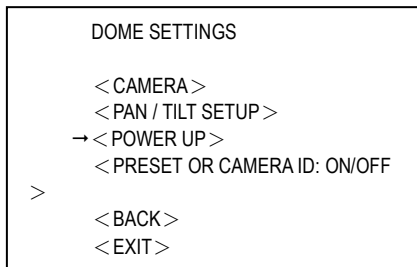 DOME SETTINGS
＜CAMERA＞
＜PAN / TILT SETUP＞
→＜POWER UP＞
＜PRESET OR CAMERA ID: ON/OFF
＞
＜BACK＞
＜EXIT＞